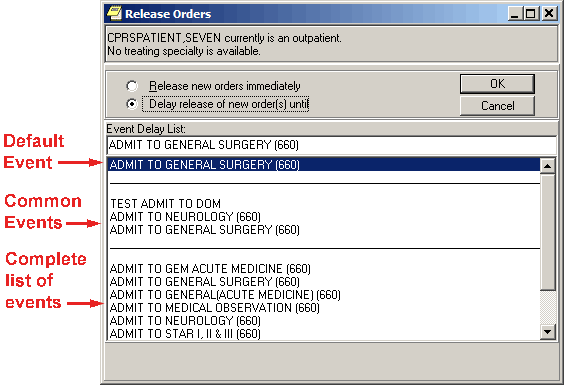 Release Orders
CPRSPATIENT,SEVEN currently is an outpatient.
No treating specialty is available.
Release new orders immediately
OK
Delay release of new order(s) until
Cancel
Event Delay List:
ADMIT TO GENERAL SURGERY (660)
Default
Event
ADMIT TO GENERAL SURGERY (660)
Common
Events
TEST ADMIT TO DOM
ADMIT TO NEUROLOGY (660)
ADMIT TO GENERAL SURGERY (660)
Complete
list of
events
ADMIT TO GEM ACUTE MEDICINE (660)
ADMIT TO GENERAL SURGERY (660)
ADMIT TO GENERAL(ACUTE MEDICINE) (660)
ADMIT TO MEDICAL OBSERVATION (660)
ADMIT TO NEUROLOGY (660)
ADMIT TO STAR I, II & III (660)